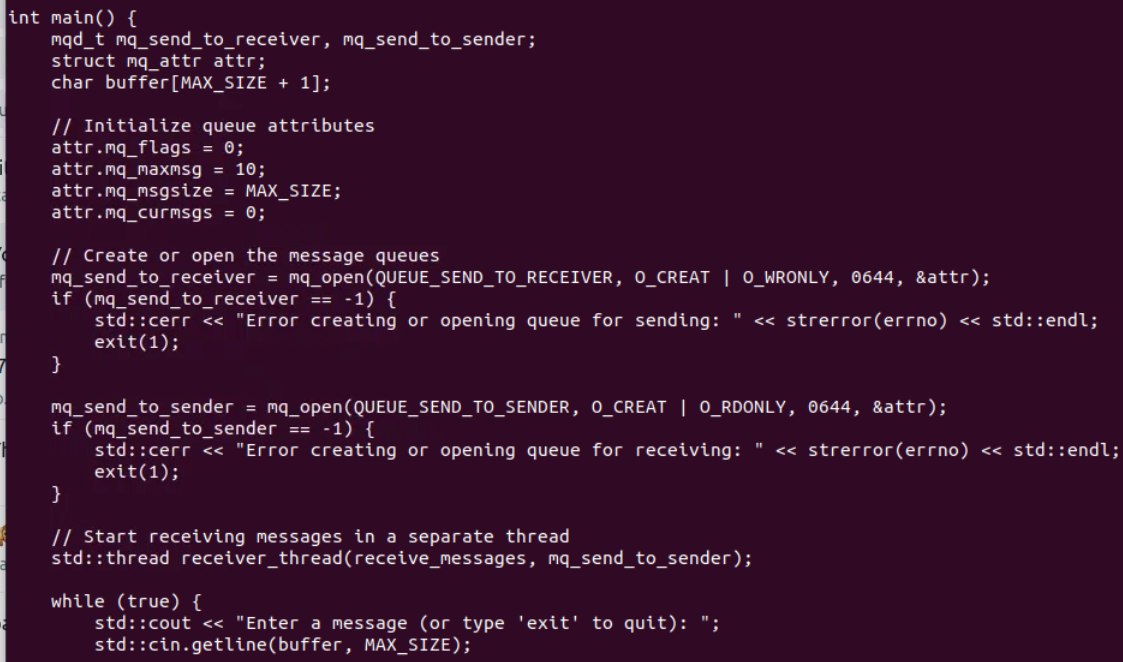 int main() {
    mqd_t mq_send_to_receiver, mq_send_to_sender;
    struct mq_attr attr;
    char buffer[MAX_SIZE + 1];

    // Initialize queue attributes
    attr.mq_flags = 0;
    attr.mq_maxmsg = 10;
    attr.mq_msgsize = MAX_SIZE;
    attr.mq_curmsgs = 0;

    // Create or open the message queues
    mq_send_to_receiver = mq_open(QUEUE_SEND_TO_RECEIVER, O_CREAT | O_WRONLY, 0644, &attr);
    if (mq_send_to_receiver == -1) {
        std::cerr << "Error creating or opening queue for sending: " << strerror(errno) << std::endl;
        exit(1);
    }

    mq_send_to_sender = mq_open(QUEUE_SEND_TO_SENDER, O_CREAT | O_RDONLY, 0644, &attr);
    if (mq_send_to_sender == -1) {
        std::cerr << "Error creating or opening queue for receiving: " << strerror(errno) << std::endl;
        exit(1);
    }

    // Start receiving messages in a separate thread
    std::thread receiver_thread(receive_messages, mq_send_to_sender);

    while (true) {
        std::cout << "Enter a message (or type 'exit' to quit): ";
        std::cin.getline(buffer, MAX_SIZE);